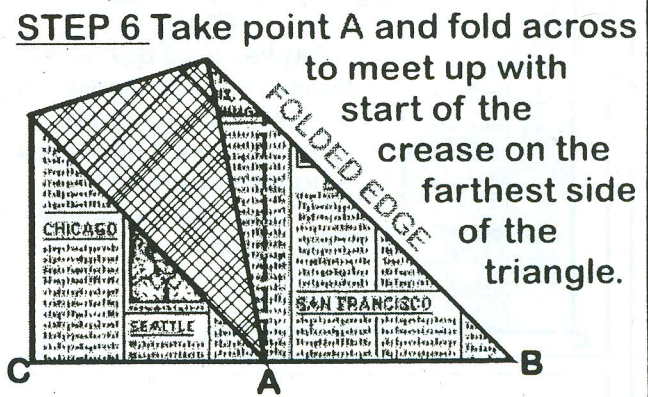 STEP 6 Take point A and fold across
to meet up with
start of the
crease on the
farthest side
of the
triangle.
FOLDED EDGE
CHICAGO
SAN FRANCISCO
SEATTLE
C
A
B